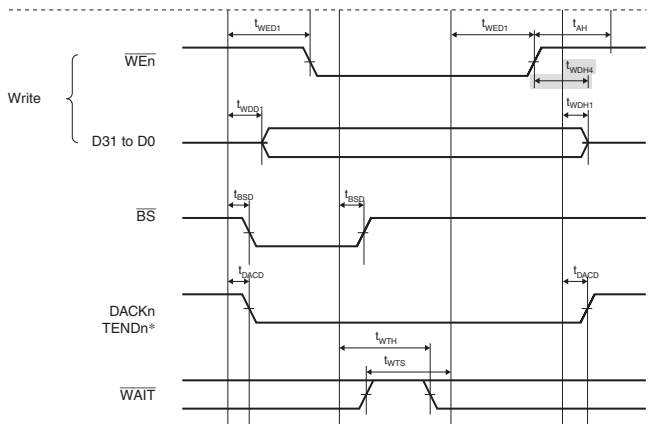 tWED1 tWED1 tAH
WEn
tWDH4
Write
tWDD1 tWDH1
D31 to D0
tBSD tBSD
BS
tDACD tDACD
DACKn
TENDn*
tWTH
tWTS
WAIT